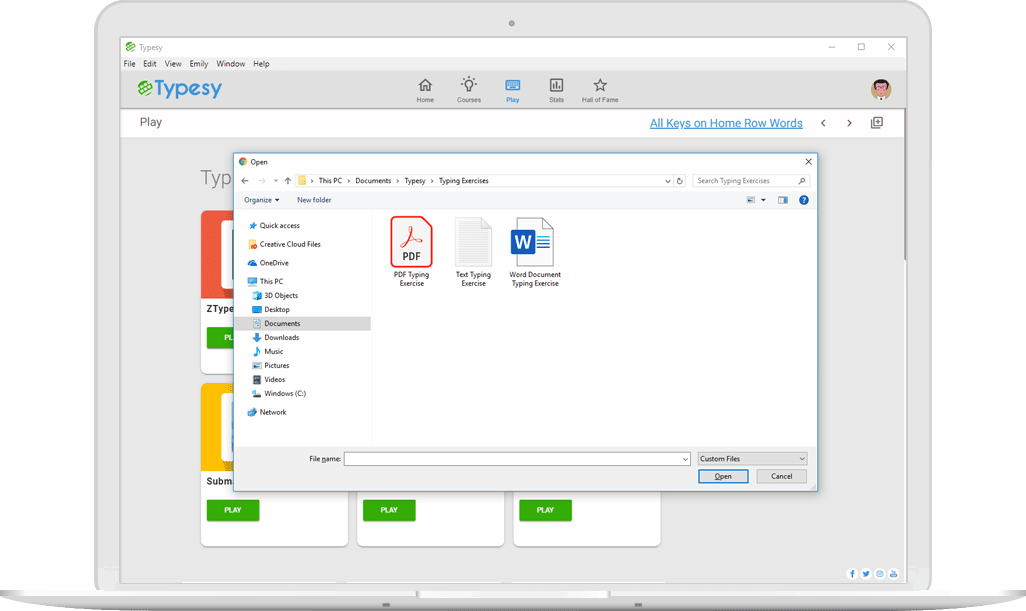 Typesy
File Edit View Emily Window Help
Typesy
Home Courses Play Stats Hall of Fame
Play
All Keys on Home Row Words
Typ
Open
This PC Documents Typesy Typing Exercises
Search Typing Exercises
Organize New folder
Quick access
Creative Cloud Files
OneDrive
This PC
3D Objects
Desktop
Documents
Downloads
Music
Pictures
Videos
Windows (C:)
Network
PDF
PDF Typing
Exercise
Text Typing
Exercise
W
Word Document
Typing Exercise
File name:
Custom Files
Open Cancel
ZType
PL
Subma
PLAY PLAY PLAY